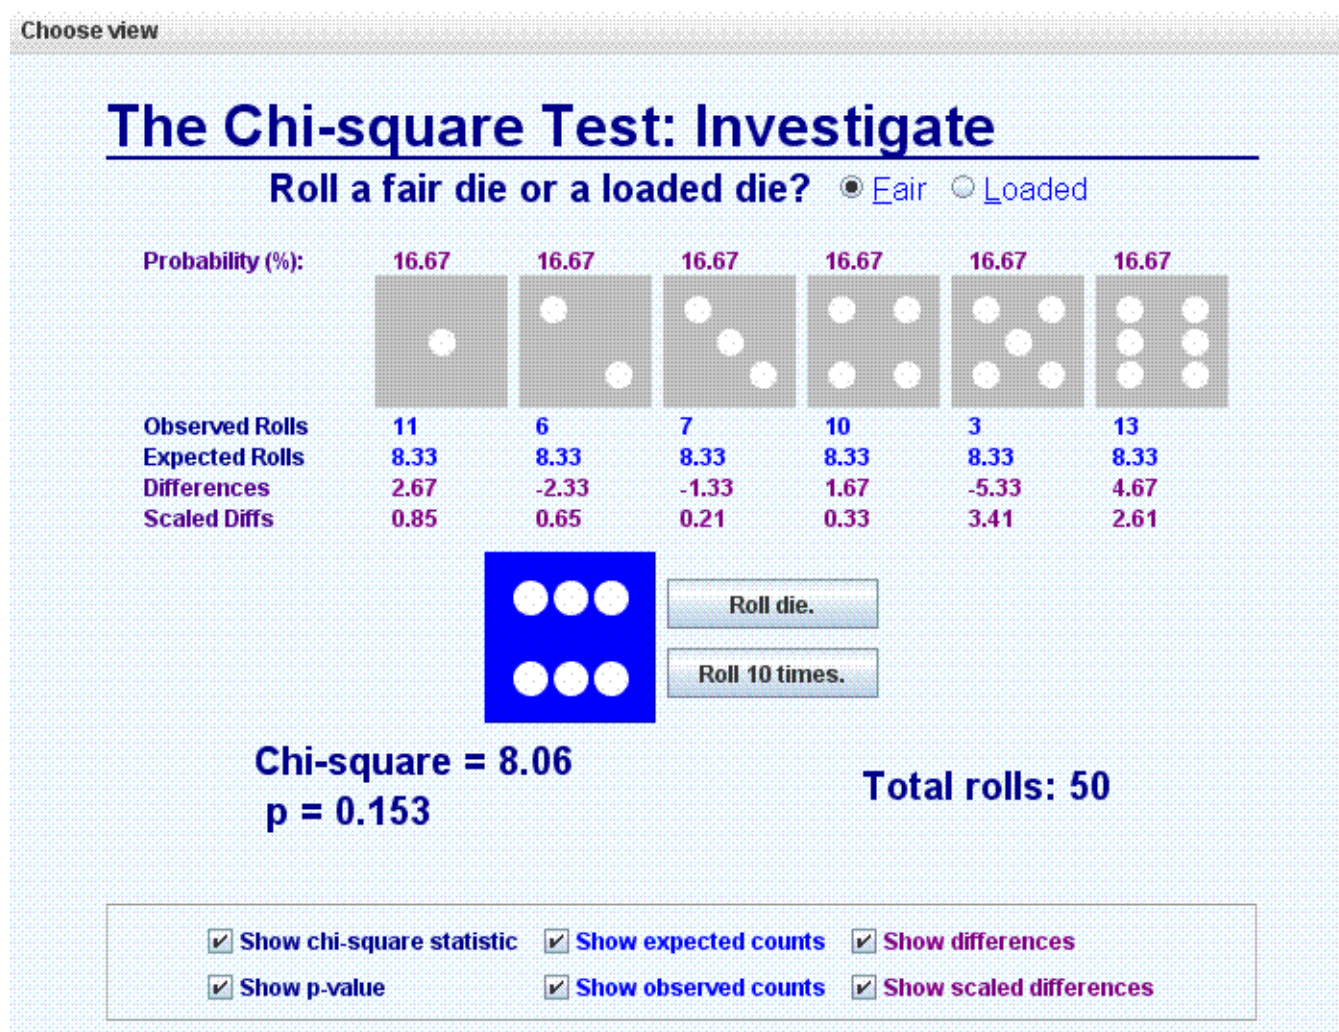 Choose view
The Chi-square Test: Investigate
Roll a fair die or a loaded die? Fair Loaded
Probability (%): 16.67 16.67 16.67 16.67 16.67 16.67
Observed Rolls 11 6 7 10 3 13
Expected Rolls 8.33 8.33 8.33 8.33 8.33 8.33
Differences 2.67 -2.33 -1.33 1.67 -5.33 4.67
Scaled Diffs 0.85 0.65 0.21 0.33 3.41 2.61
Roll die.
Roll 10 times.
Chi-square = 8.06
p = 0.153
Total rolls: 50
Show chi-square statistic Show expected counts Show differences
Show p-value Show observed counts Show scaled differences